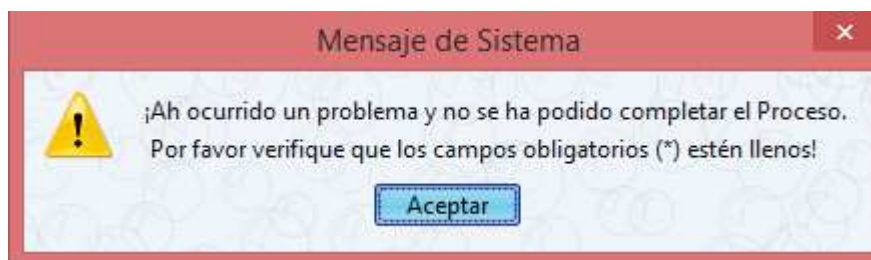 Mensaje de Sistema
¡Ah ocurrido un problema y no se ha podido completar el Proceso.
Por favor verifique que los campos obligatorios (*) estén llenos!
Aceptar